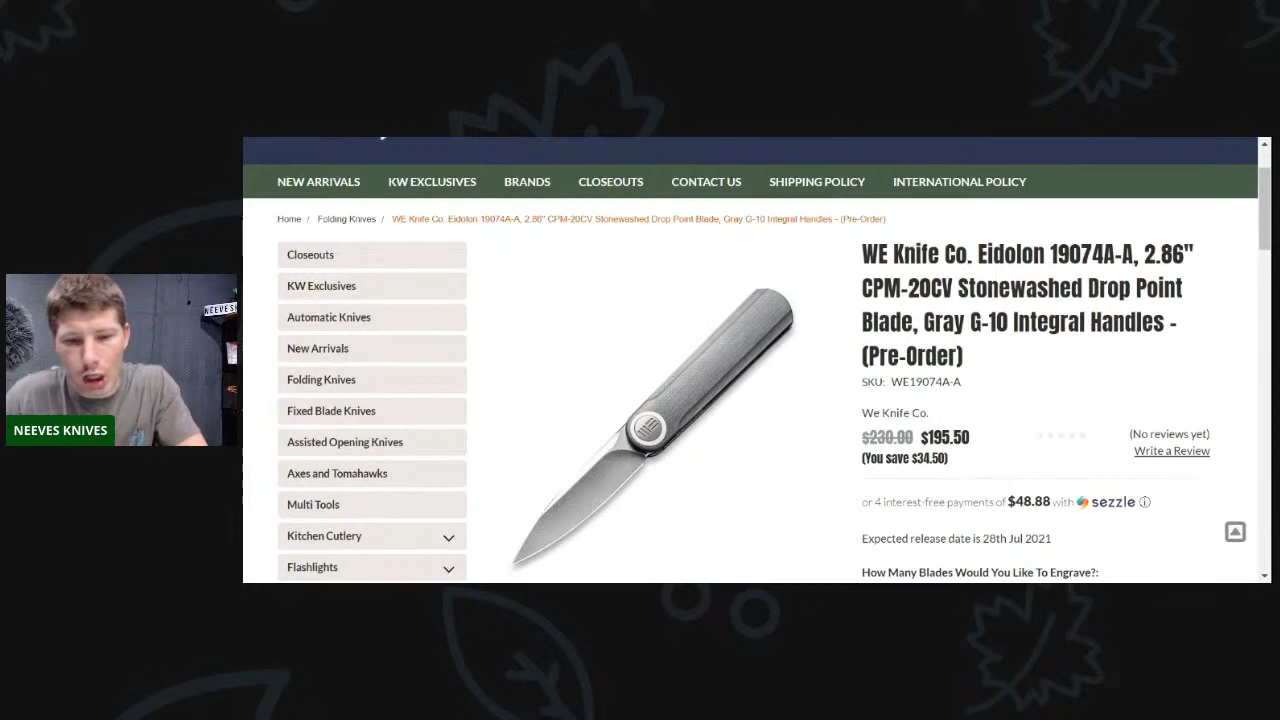 NEW ARRIVALS KW EXCLUSIVES BRANDS CLOSEOUTS CONTACT US SHIPPING POLICY INTERNATIONAL POLICY
Home / Folding Knives / WE Knife Co. Eidolon 19074A-A, 2.86" CPM-20CV Stonewashed Drop Point Blade, Gray G-10 Integral Handles - (Pre-Order)
Closeouts
KW Exclusives
Automatic Knives
New Arrivals
Folding Knives
Fixed Blade Knives
Assisted Opening Knives
Axes and Tomahawks
Multi Tools
Kitchen Cutlery
Flashlights
WE Knife Co. Eidolon 19074A-A, 2.86"
CPM-20CV Stonewashed Drop Point
Blade, Gray G-10 Integral Handles -
(Pre-Order)
SKU: WE19074A-A
We Knife Co.
$230.00 $195.50
(You save $34.50)
(No reviews yet)
Write a Review
or 4 interest-free payments of $48.88 with sezzle
Expected release date is 28th Jul 2021
How Many Blades Would You Like To Engrave?:
NEEVES KNIVES